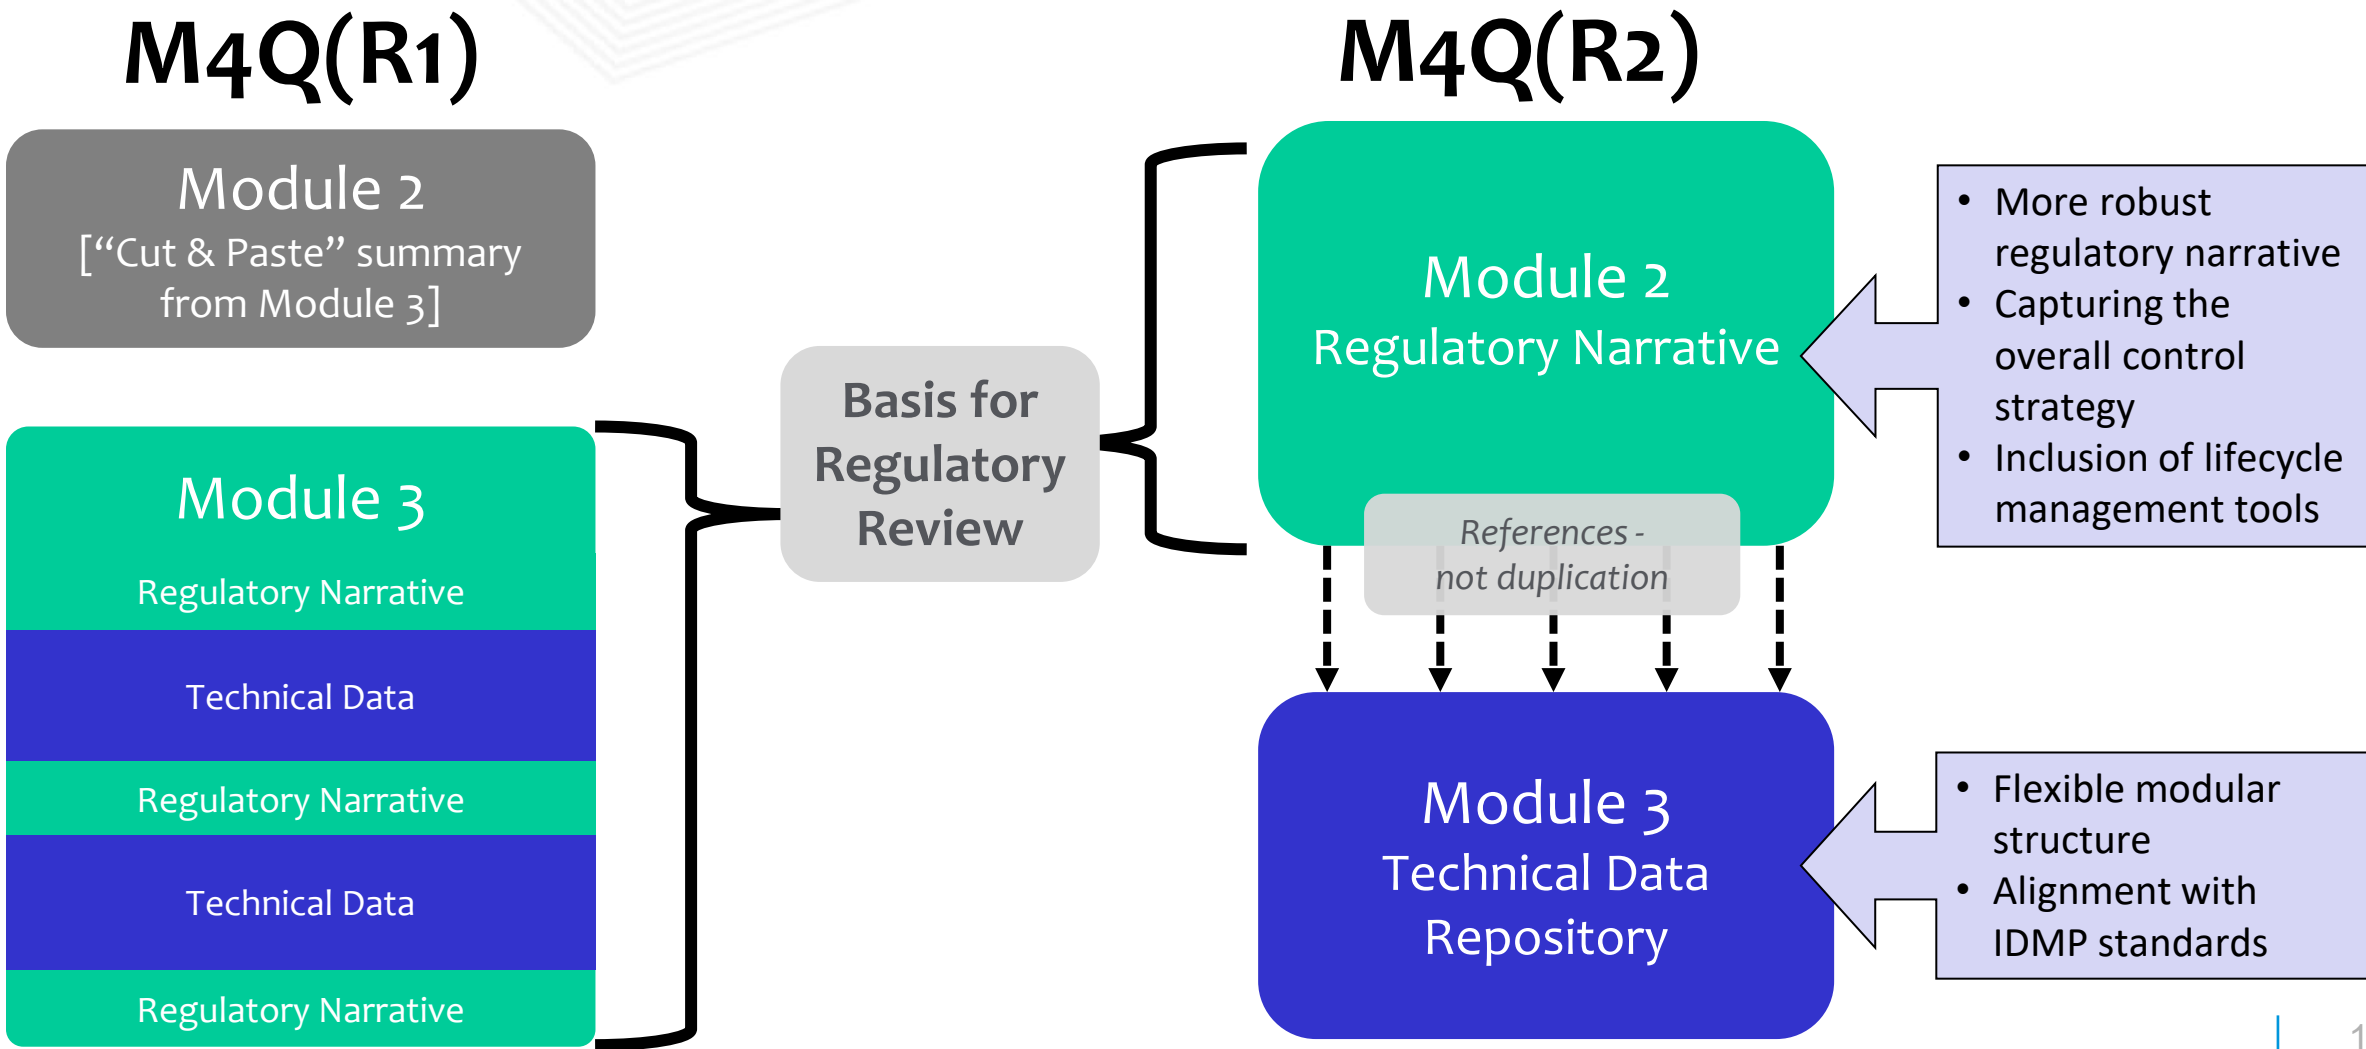 M4Q(R1)
Module 2
[“Cut & Paste” summary
from Module 3]
Module 3
Regulatory Narrative
Technical Data
Regulatory Narrative
Technical Data
Regulatory Narrative
Basis for
Regulatory
Review
M4Q(R2)
Module 2
Regulatory Narrative
References -
not duplication
Module 3
Technical Data
Repository
• More robust
regulatory narrative
• Capturing the
overall control
strategy
• Inclusion of lifecycle
management tools
• Flexible modular
structure
• Alignment with
IDMP standards
1